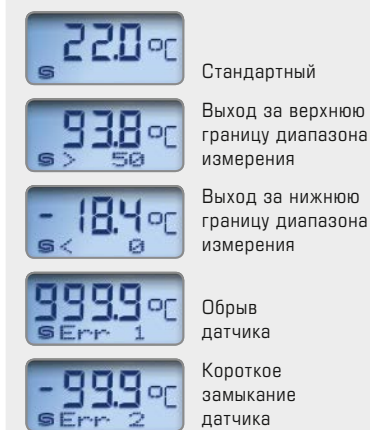 22.0 °C
S
Стандартный
93.8 °C
S > 50
Выход за верхнюю
границу диапазона
измерения
- 18.4 °C
S < 0
Выход за нижнюю
границу диапазона
измерения
999.9 °C
S Err 1
Обрыв
датчика
- 99.9 °C
S Err 2
Короткое
замыкание
датчика